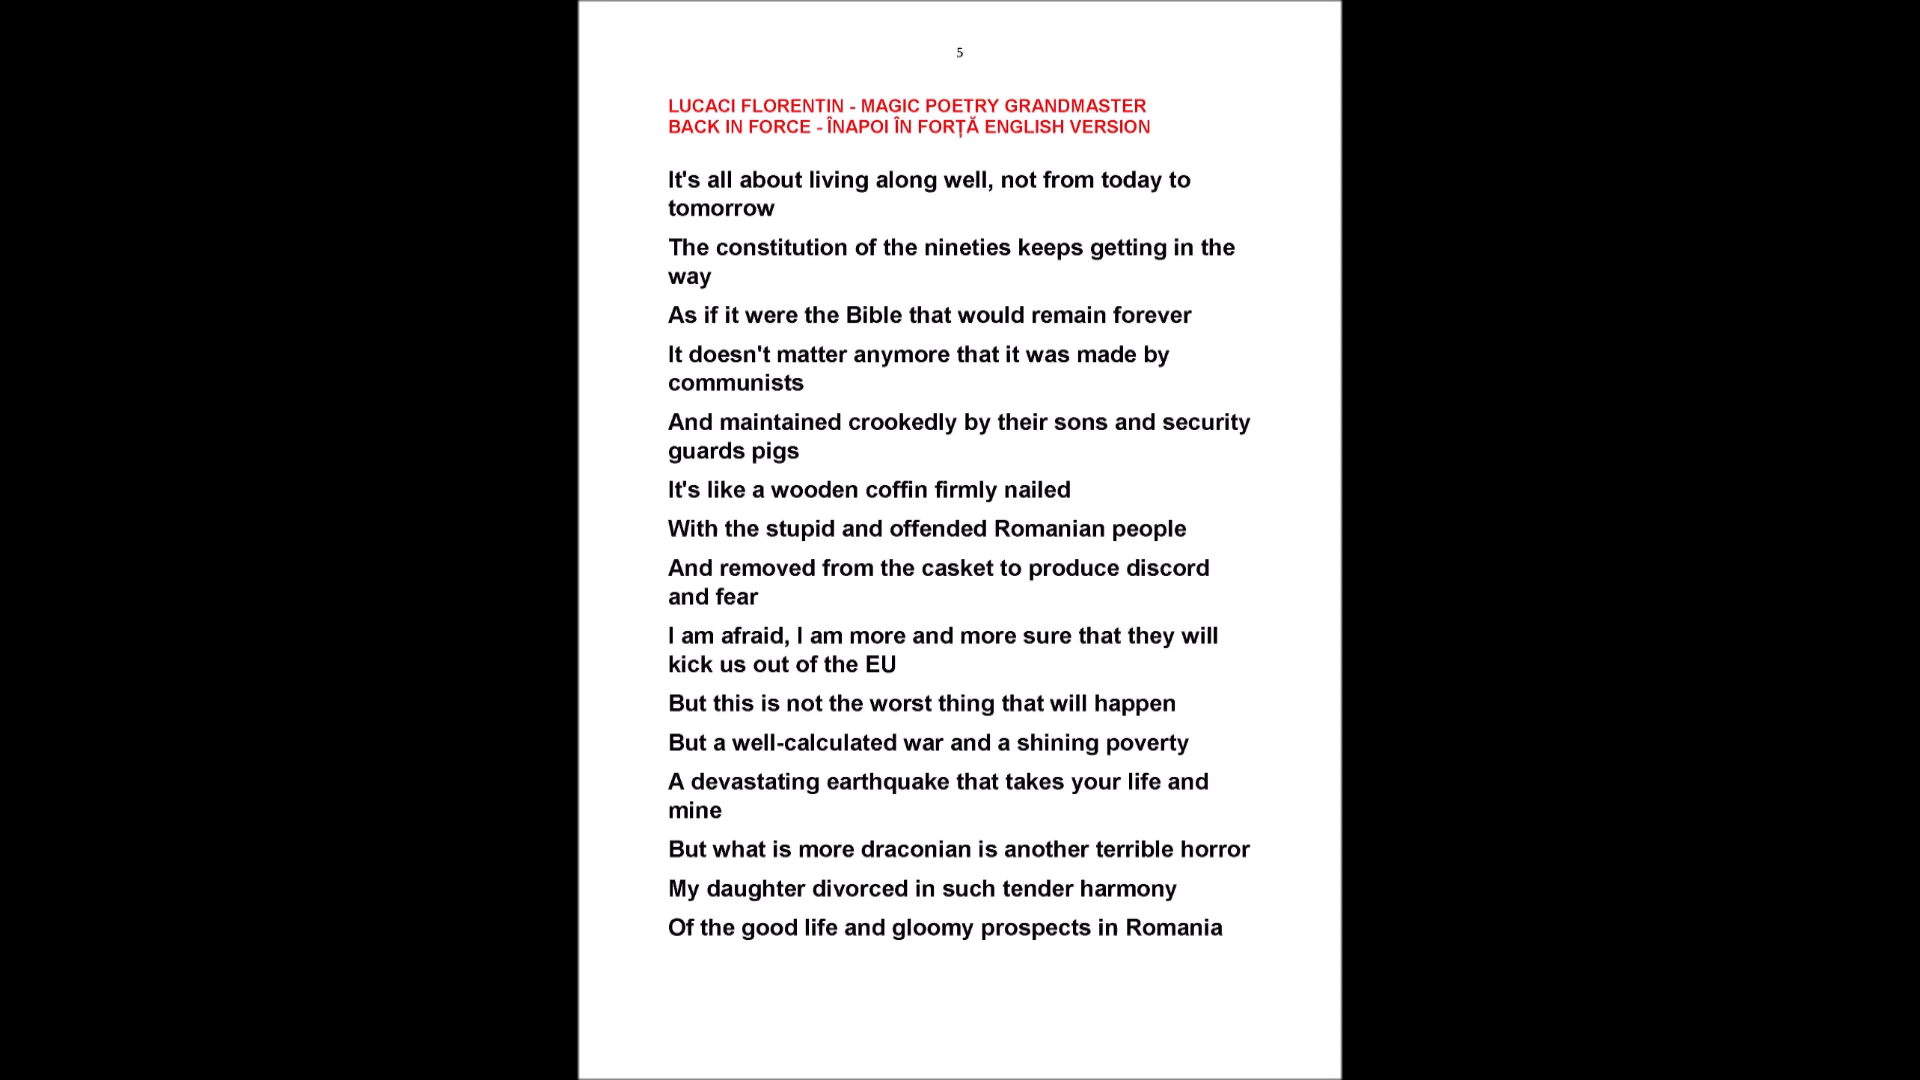 5
LUCACI FLORENTIN - MAGIC POETRY GRANDMASTER
BACK IN FORCE - ÎNAPOI ÎN FORȚĂ ENGLISH VERSION
It's all about living along well, not from today to
tomorrow
The constitution of the nineties keeps getting in the
way
As if it were the Bible that would remain forever
It doesn't matter anymore that it was made by
communists
And maintained crookedly by their sons and security
guards pigs
It's like a wooden coffin firmly nailed
With the stupid and offended Romanian people
And removed from the casket to produce discord
and fear
I am afraid, I am more and more sure that they will
kick us out of the EU
But this is not the worst thing that will happen
But a well-calculated war and a shining poverty
A devastating earthquake that takes your life and
mine
But what is more draconian is another terrible horror
My daughter divorced in such tender harmony
Of the good life and gloomy prospects in Romania